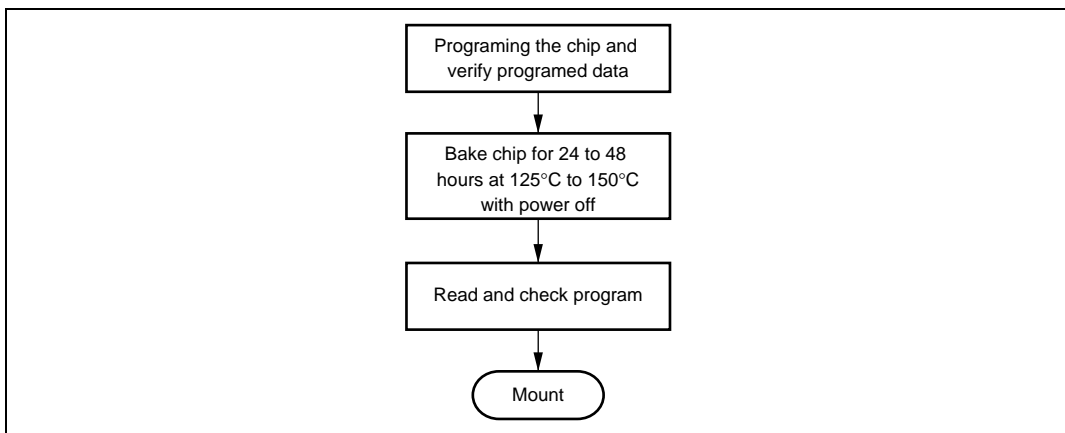 Programing the chip and
verify programed data
Bake chip for 24 to 48
hours at 125°C to 150°C
with power off
Read and check program
Mount